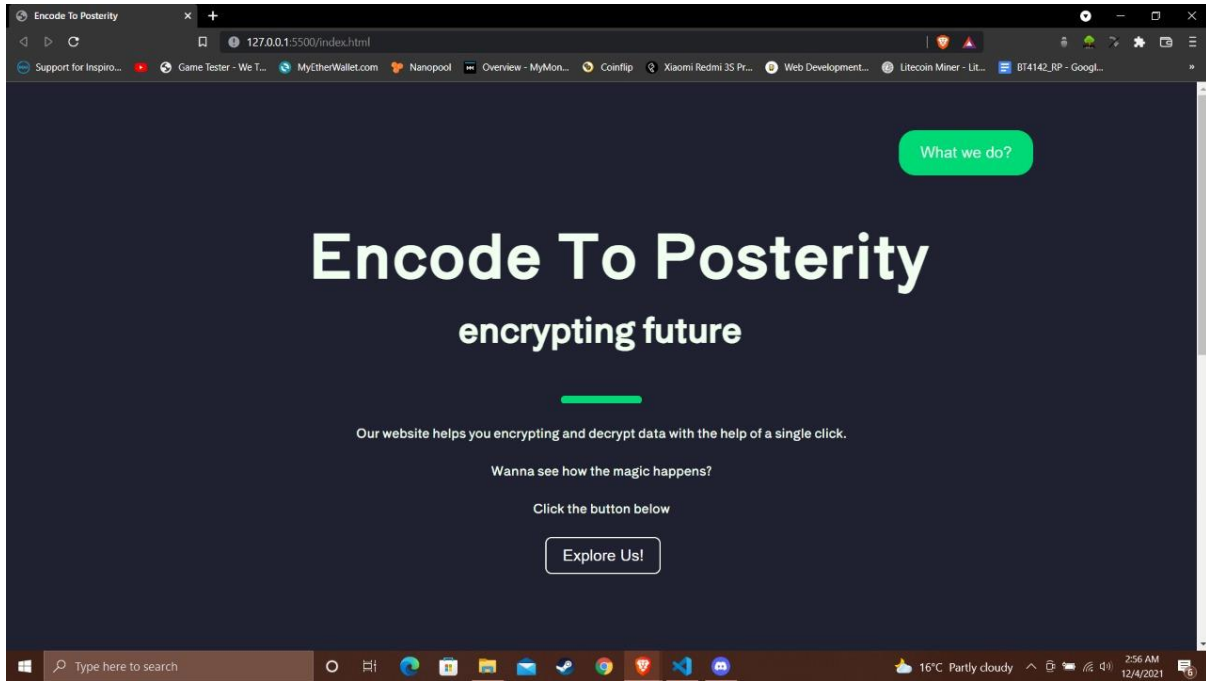 Encode To Posterity
127.0.0.1:5500/index.html
Support for Inspiro... Game Tester - We T... MyEtherWallet.com Nanopool Overview - MyMon... Coinflip Xiaomi Redmi 3S Pr... Web Development... Litecoin Miner - Lit... BT4142_RP - Googl... »
What we do?
Encode To Posterity
encrypting future
Our website helps you encrypting and decrypt data with the help of a single click.
Wanna see how the magic happens?
Click the button below
Explore Us!
Type here to search 16°C Partly cloudy 2:56 AM
12/4/2021
6